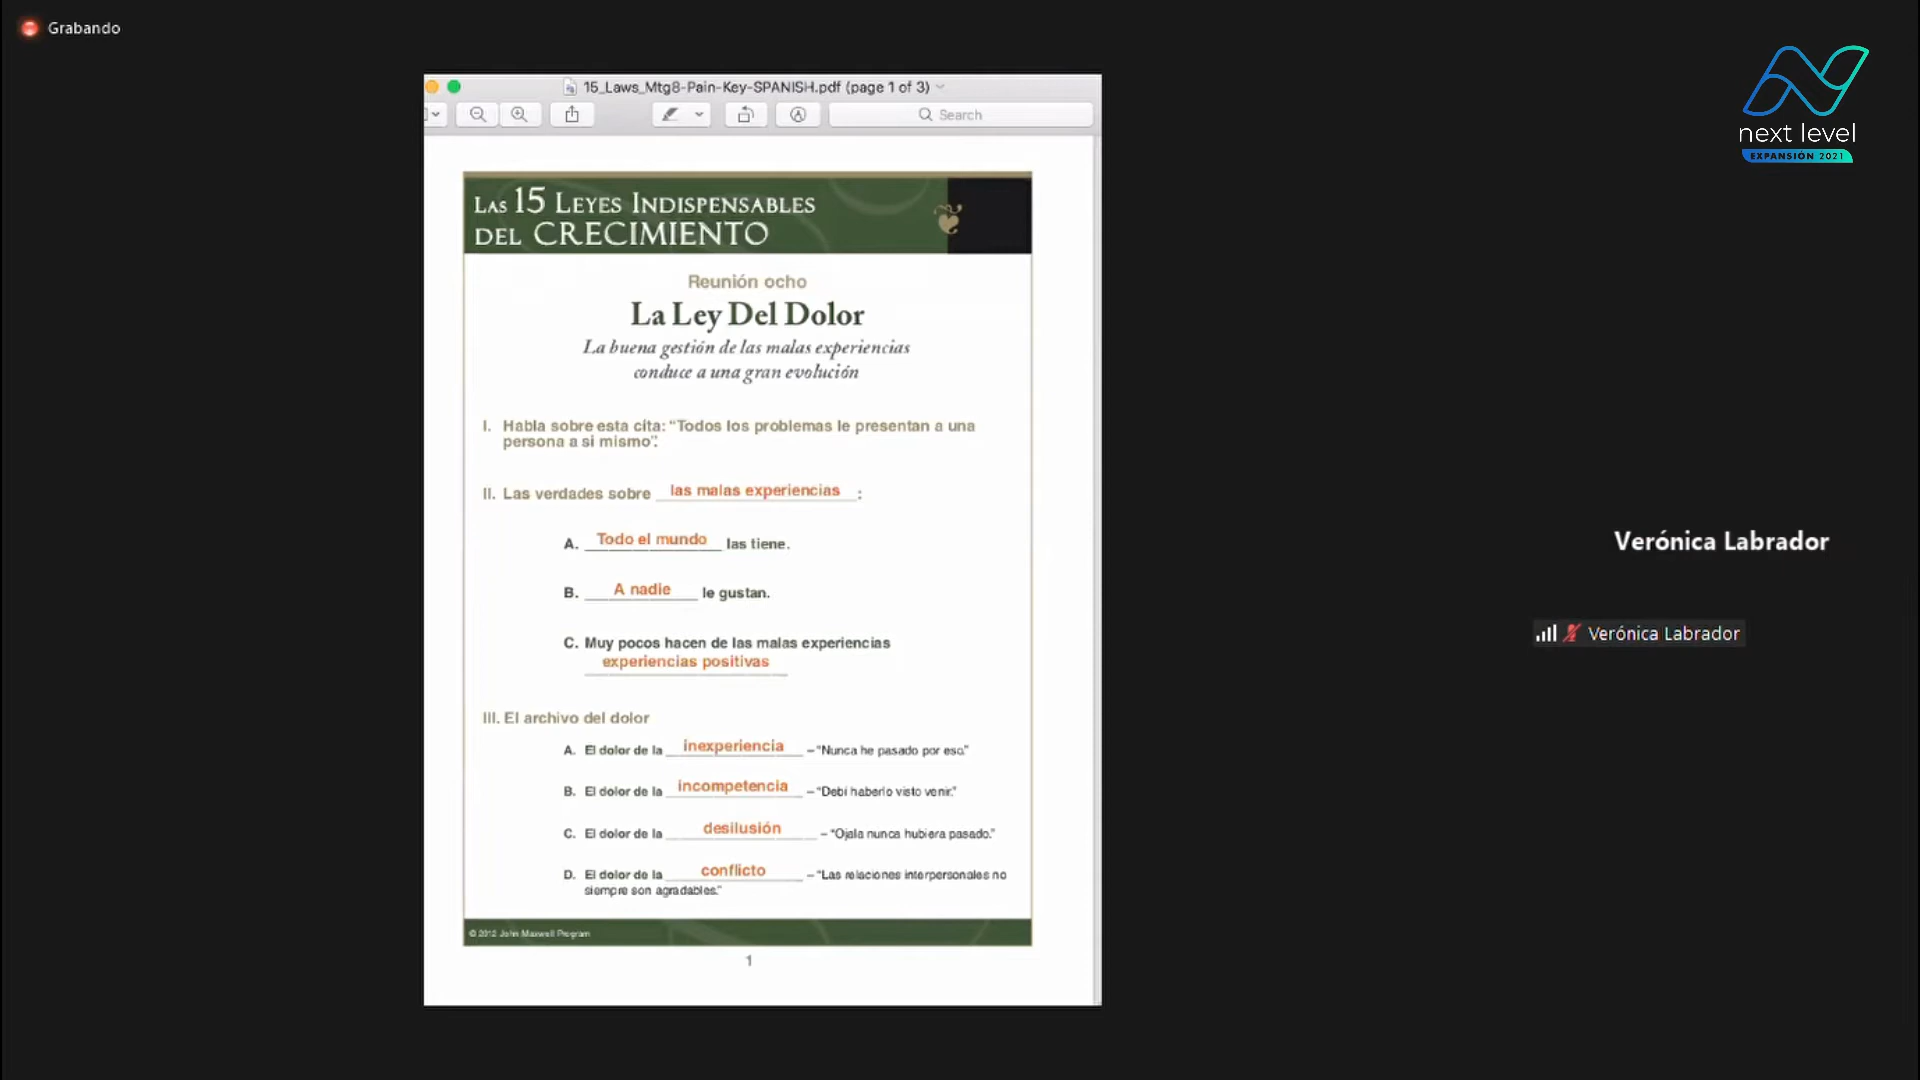 Grabando
15_Laws_Mtg8-Pain-Key-SPANISH.pdf (page 1 of 3)
Search
next level
EXPANSIÓN 2021
LAS 15 LEYES INDISPENSABLES
DEL CRECIMIENTO
Reunión ocho
La Ley Del Dolor
La buena gestión de las malas experiencias
conduce a una gran evolución
I. Habla sobre esta cita: “Todos los problemas le presentan a una
persona a si mismo”.
II. Las verdades sobre las malas experiencias :
A. Todo el mundo las tiene.
B. A nadie le gustan.
C. Muy pocos hacen de las malas experiencias
experiencias positivas
III. El archivo del dolor
A. El dolor de la inexperiencia – “Nunca he pasado por eso.”
B. El dolor de la incompetencia – “Debí haberlo visto venir.”
C. El dolor de la desilusión – “Ojala nunca hubiera pasado.”
D. El dolor de la conflicto – “Las relaciones interpersonales no
siempre son agradables.”
© 2012 John Maxwell Program
1
Verónica Labrador
Verónica Labrador